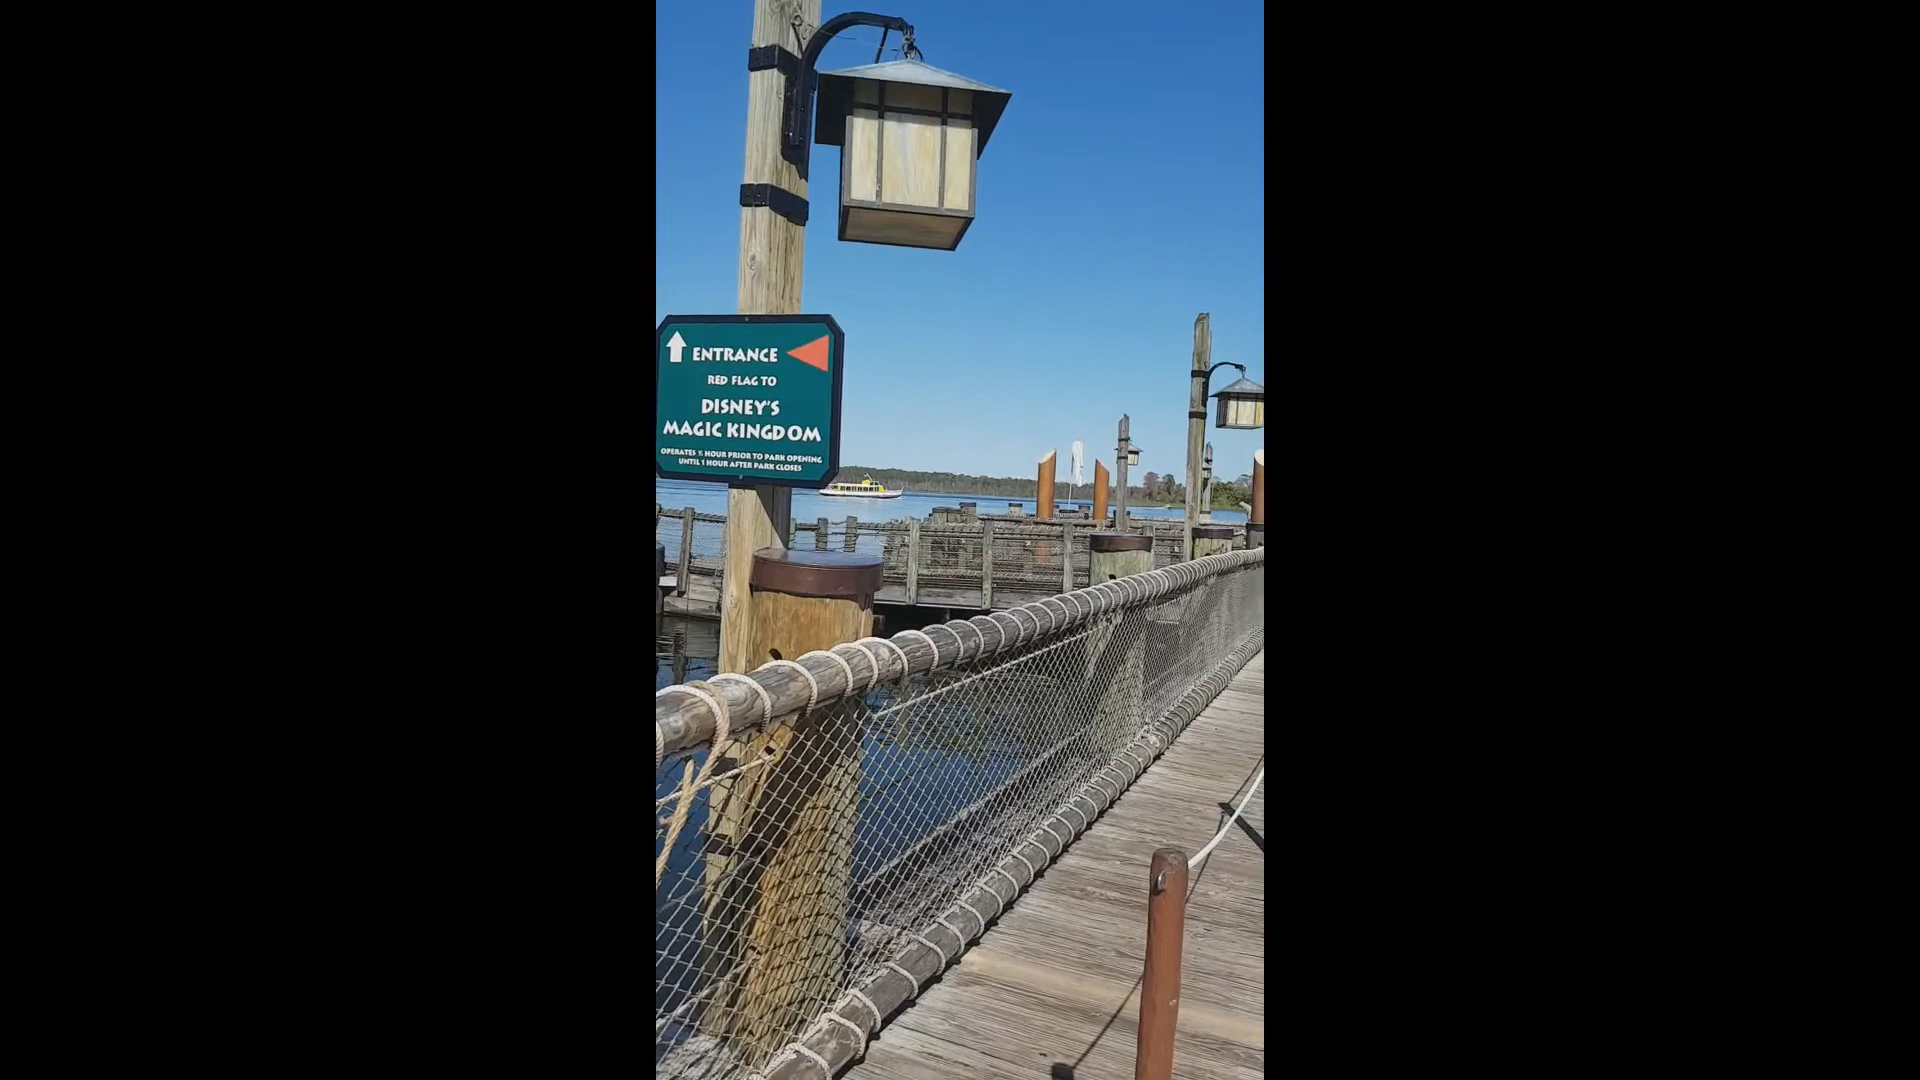 ENTRANCE
RED FLAG TO
DISNEY'S
MAGIC KINGDOM
OPERATES ½ HOUR PRIOR TO PARK OPENING
UNTIL 1 HOUR AFTER PARK CLOSES